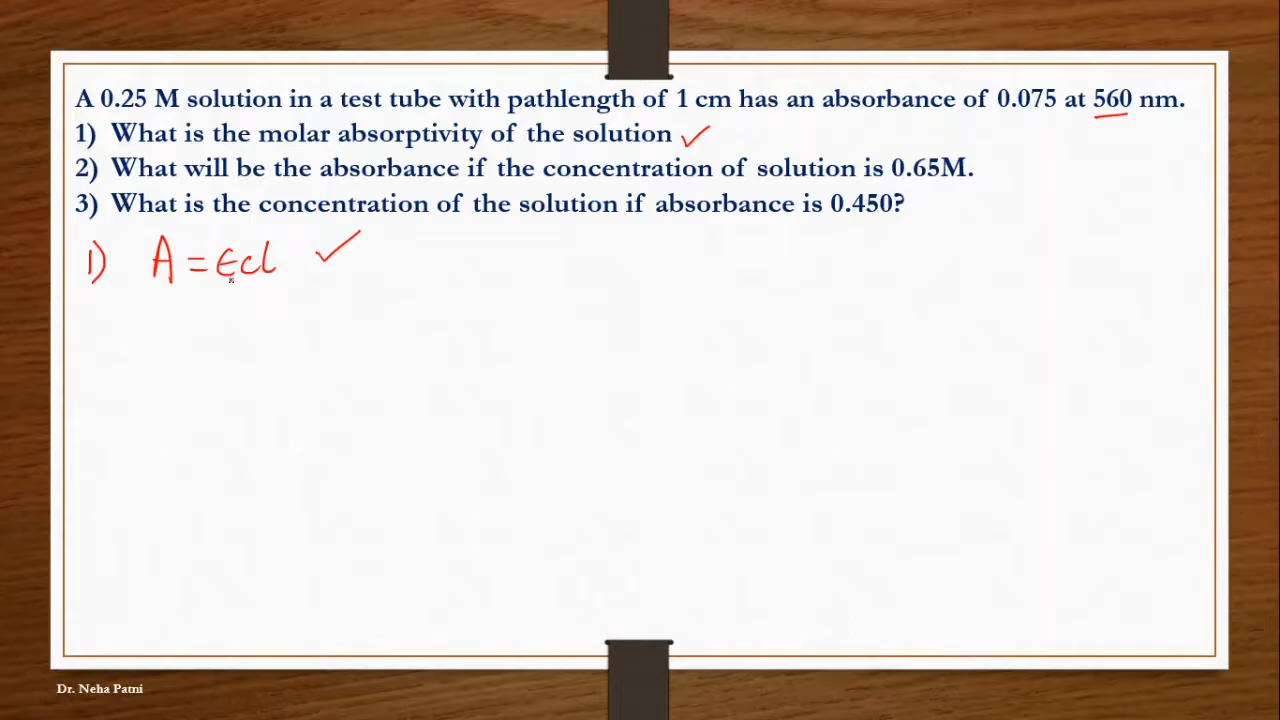 A 0.25 M solution in a test tube with pathlength of 1 cm has an absorbance of 0.075 at 560 nm.
1) What is the molar absorptivity of the solution ✓
2) What will be the absorbance if the concentration of solution is 0.65M.
3) What is the concentration of the solution if absorbance is 0.450?
1) A = εcl ✓
Dr. Neha Patni